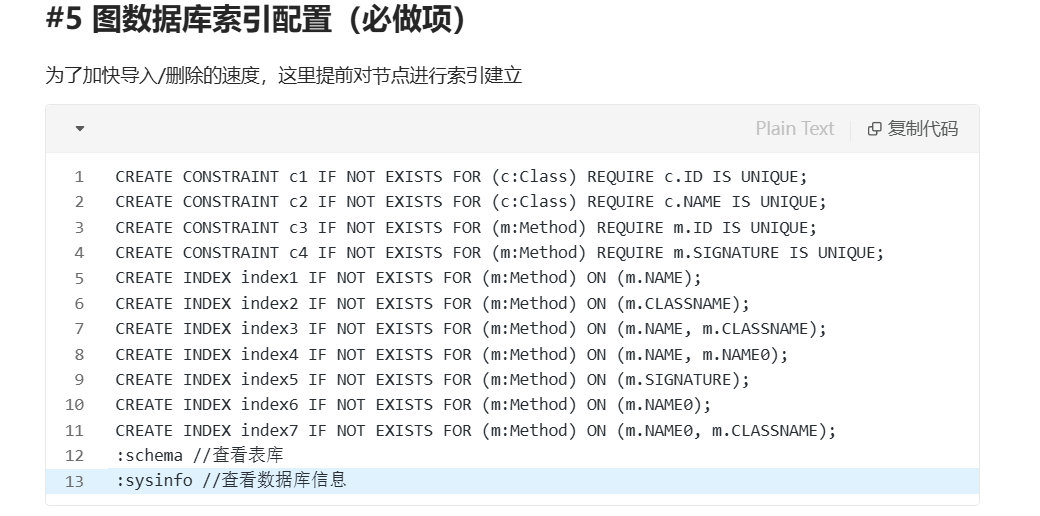 #5 图数据库索引配置（必做项）
为了加快导入/删除的速度，这里提前对节点进行索引建立
Plain Text 复制代码
1 CREATE CONSTRAINT c1 IF NOT EXISTS FOR (c:Class) REQUIRE c.ID IS UNIQUE;
2 CREATE CONSTRAINT c2 IF NOT EXISTS FOR (c:Class) REQUIRE c.NAME IS UNIQUE;
3 CREATE CONSTRAINT c3 IF NOT EXISTS FOR (m:Method) REQUIRE m.ID IS UNIQUE;
4 CREATE CONSTRAINT c4 IF NOT EXISTS FOR (m:Method) REQUIRE m.SIGNATURE IS UNIQUE;
5 CREATE INDEX index1 IF NOT EXISTS FOR (m:Method) ON (m.NAME);
6 CREATE INDEX index2 IF NOT EXISTS FOR (m:Method) ON (m.CLASSNAME);
7 CREATE INDEX index3 IF NOT EXISTS FOR (m:Method) ON (m.NAME, m.CLASSNAME);
8 CREATE INDEX index4 IF NOT EXISTS FOR (m:Method) ON (m.NAME, m.NAME0);
9 CREATE INDEX index5 IF NOT EXISTS FOR (m:Method) ON (m.SIGNATURE);
10 CREATE INDEX index6 IF NOT EXISTS FOR (m:Method) ON (m.NAME0);
11 CREATE INDEX index7 IF NOT EXISTS FOR (m:Method) ON (m.NAME0, m.CLASSNAME);
12 :schema //查看表库
13 :sysinfo //查看数据库信息